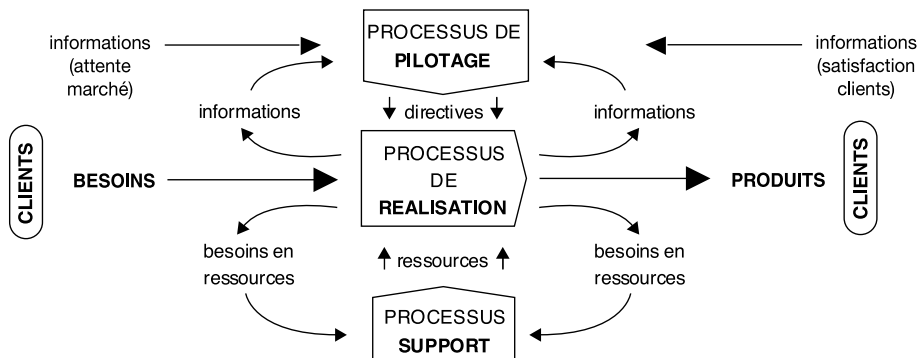 informations
(attente
marché)
PROCESSUS DE
PILOTAGE
informations
(satisfaction
clients)
informations
directives
informations
CLIENTS
BESOINS
PROCESSUS
DE
REALISATION
PRODUITS
CLIENTS
besoins en
ressources
ressources
besoins en
ressources
PROCESSUS
SUPPORT